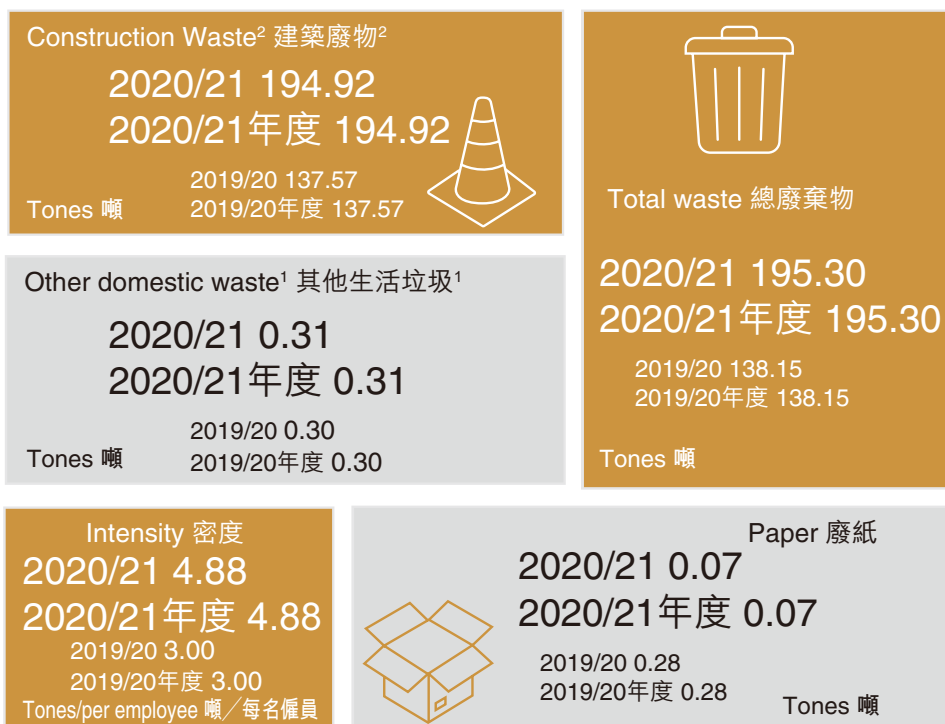 Construction Waste² 建築廢物²
2020/21 194.92
2020/21年度 194.92
2019/20 137.57
2019/20年度 137.57
Tones 噸
Total waste 總廢棄物
2020/21 195.30
2020/21年度 195.30
2019/20 138.15
2019/20年度 138.15
Tones 噸
Other domestic waste¹ 其他生活垃圾¹
2020/21 0.31
2020/21年度 0.31
2019/20 0.30
2019/20年度 0.30
Tones 噸
Intensity 密度
2020/21 4.88
2020/21年度 4.88
2019/20 3.00
2019/20年度 3.00
Tones/per employee 噸／每名僱員
Paper 廢紙
2020/21 0.07
2020/21年度 0.07
2019/20 0.28
2019/20年度 0.28
Tones 噸